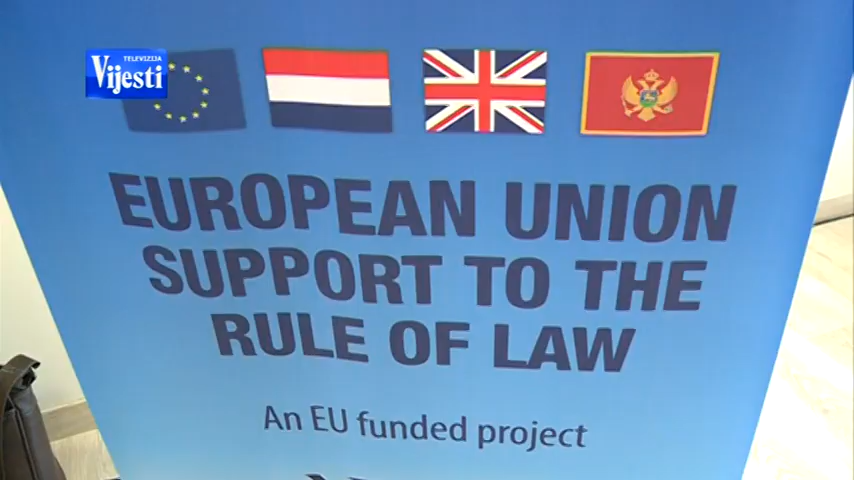 TELEVIZIJA
Vijesti
EUROPEAN UNION
SUPPORT TO THE
RULE OF LAW
An EU funded project